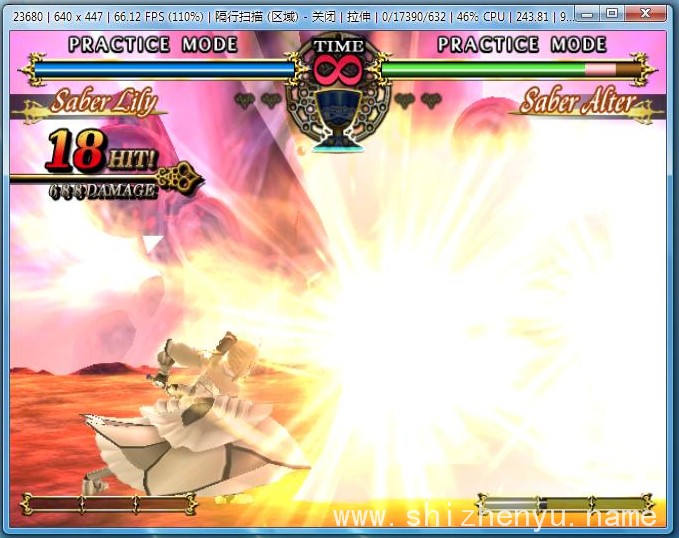 23680 | 640 x 447 | 66.12 FPS (110%) | 隔行扫描 (区域) - 关闭 | 拉伸 | 0/17390/632 | 46% CPU | 243.81 | 9...
PRACTICE MODE
TIME
PRACTICE MODE
∞
Saber Lily
Saber Alter
18 HIT!
688 DAMAGE
www.shizhenyu.name